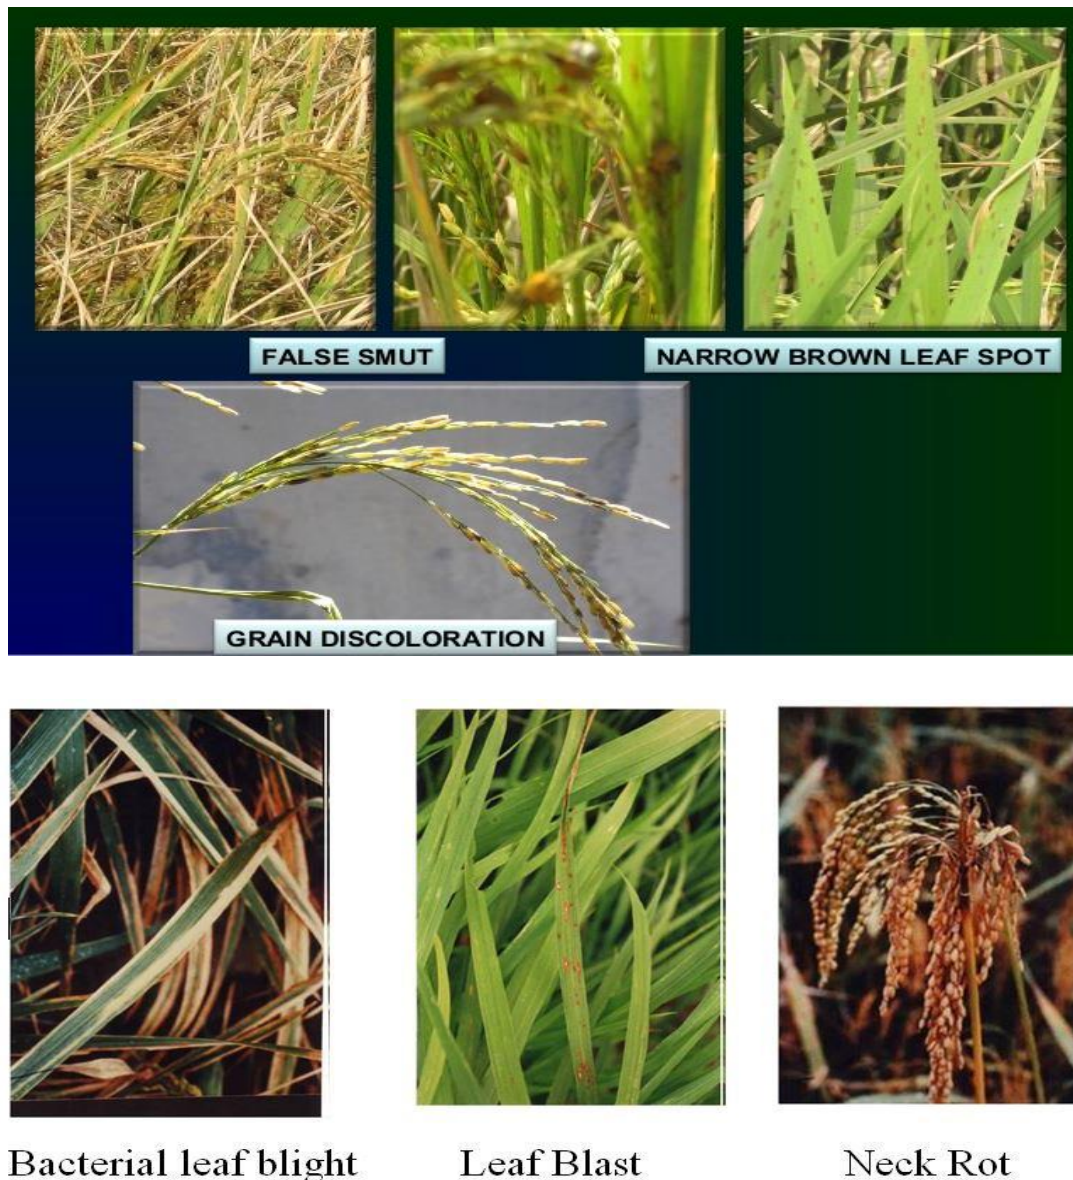 FALSE SMUT
NARROW BROWN LEAF SPOT
GRAIN DISCOLORATION
Bacterial leaf blight
Leaf Blast
Neck Rot